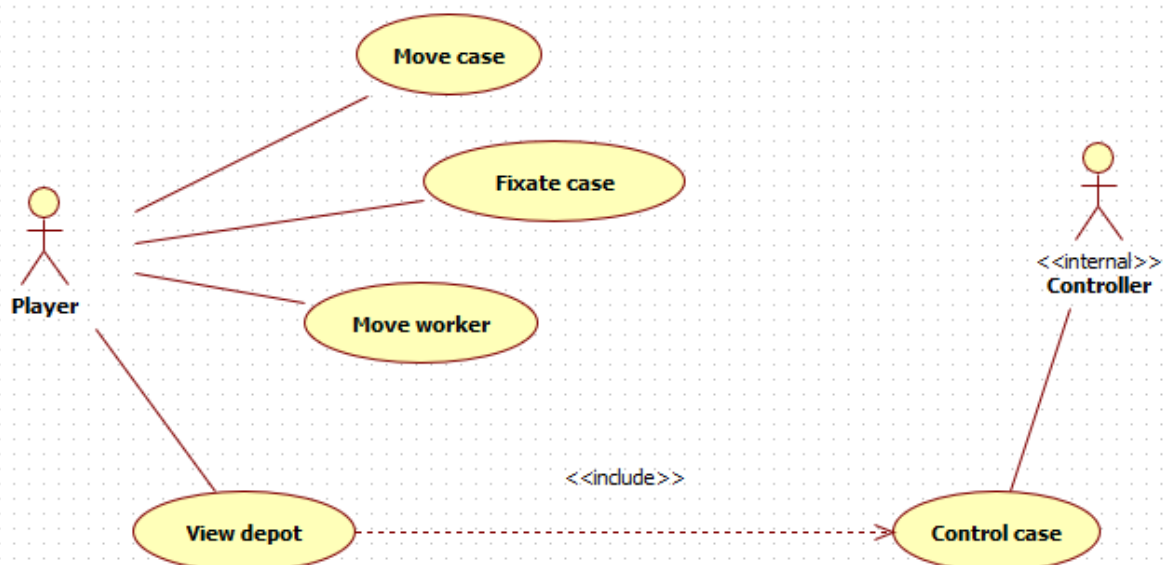 Move case
Fixate case
<<internal>>
Controller
Player
Move worker
<<include>>
View depot
Control case